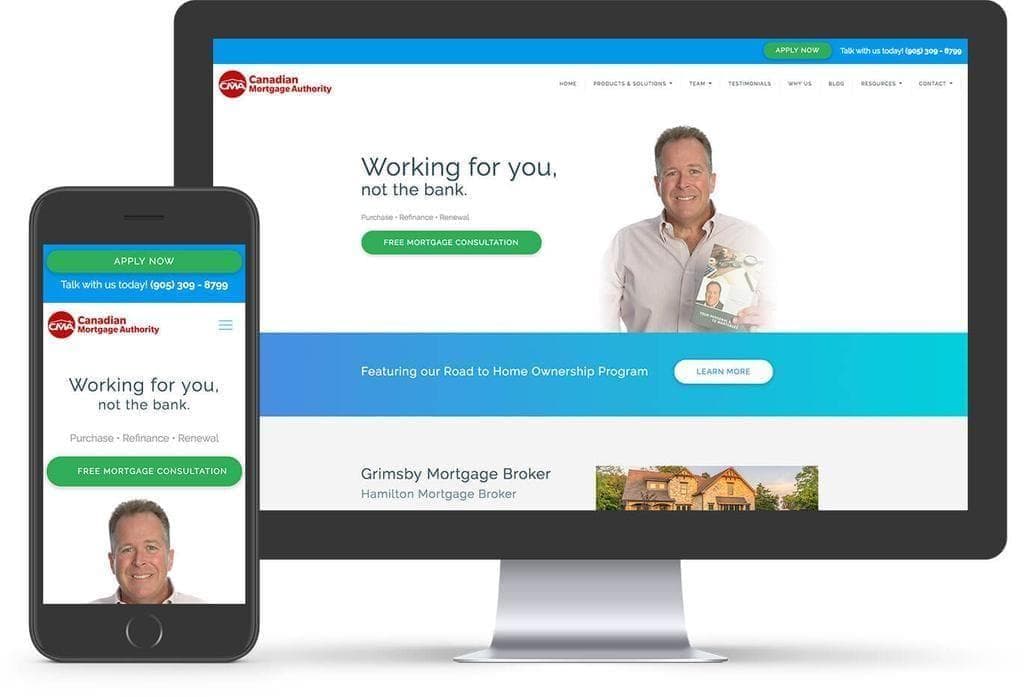 APPLY NOW
Talk with us today! (905) 309 - 8799
CMA
Canadian
Mortgage Authority
HOME
PRODUCTS & SOLUTIONS
TEAM
TESTIMONIALS
WHY US
BLOG
RESOURCES
CONTACT
Working for you,
not the bank.
Purchase • Refinance • Renewal
FREE MORTGAGE CONSULTATION
Featuring our Road to Home Ownership Program
LEARN MORE
Grimsby Mortgage Broker
Hamilton Mortgage Broker
APPLY NOW
Talk with us today! (905) 309 - 8799
CMA
Canadian
Mortgage Authority
Working for you,
not the bank.
Purchase • Refinance • Renewal
FREE MORTGAGE CONSULTATION